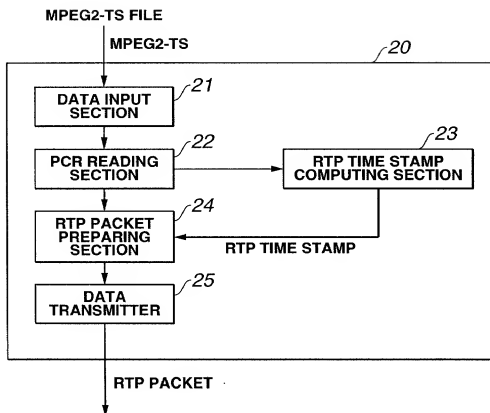 MPEG2-TS FILE
MPEG2-TS
20
21
DATA INPUT
SECTION
22
PCR READING
SECTION
23
RTP TIME STAMP
COMPUTING SECTION
24
RTP PACKET
PREPARING
SECTION
RTP TIME STAMP
25
DATA
TRANSMITTER
RTP PACKET